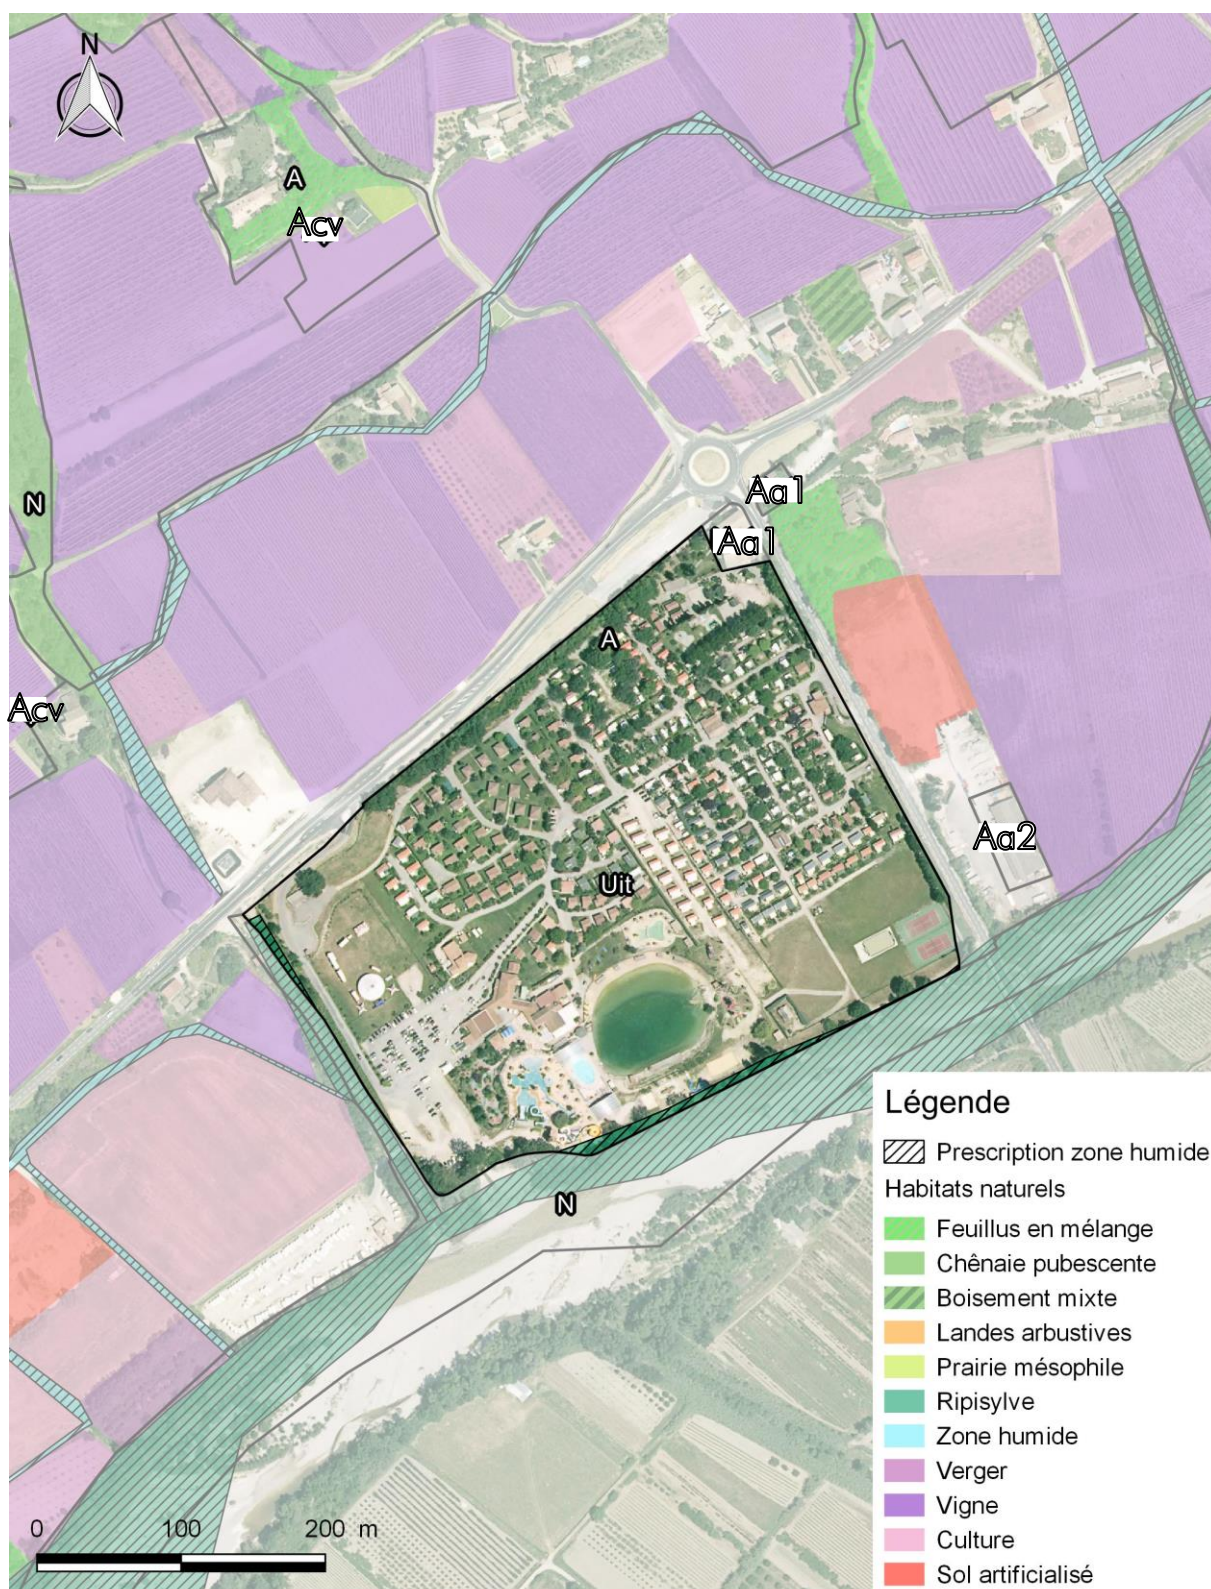 N
A
Acv
N
Aa1
Aa1
A
Acv
Aa2
Uit
N
Légende
Prescription zone humide
Habitats naturels
Feuillus en mélange
Chênaie pubescente
Boisement mixte
Landes arbustives
Prairie mésophile
Ripisylve
Zone humide
Verger
Vigne
Culture
Sol artificialisé
0 100 200 m